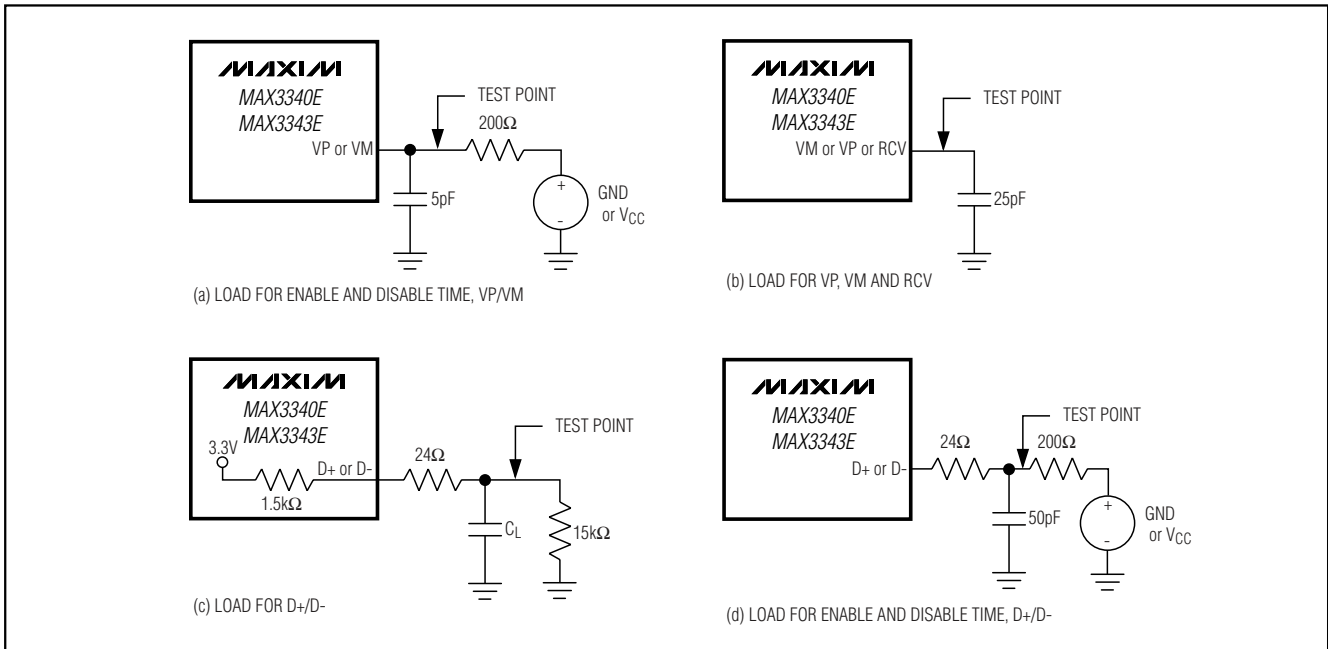 MAXIM
MAX3340E
MAX3343E
VP or VM
TEST POINT
200Ω
5pF
+
-
GND
or VCC
(a) LOAD FOR ENABLE AND DISABLE TIME, VP/VM
MAXIM
MAX3340E
MAX3343E
VM or VP or RCV
TEST POINT
25pF
(b) LOAD FOR VP, VM AND RCV
MAXIM
MAX3340E
MAX3343E
3.3V
1.5kΩ
D+ or D-
24Ω
TEST POINT
CL
15kΩ
(c) LOAD FOR D+/D-
MAXIM
MAX3340E
MAX3343E
D+ or D-
24Ω
TEST POINT
200Ω
50pF
+
-
GND
or VCC
(d) LOAD FOR ENABLE AND DISABLE TIME, D+/D-